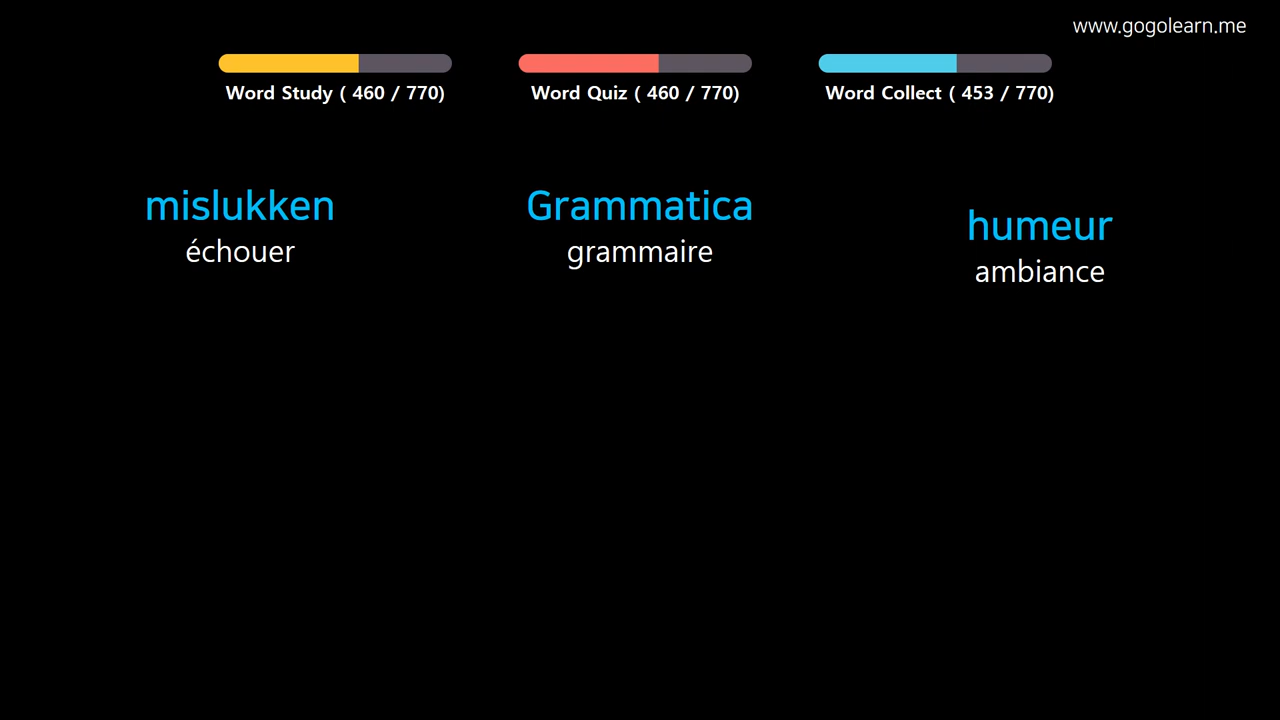 www.gogolearn.me
Word Study ( 460 / 770)
Word Quiz ( 460 / 770)
Word Collect ( 453 / 770)
mislukken
échouer
Grammatica
grammaire
humeur
ambiance